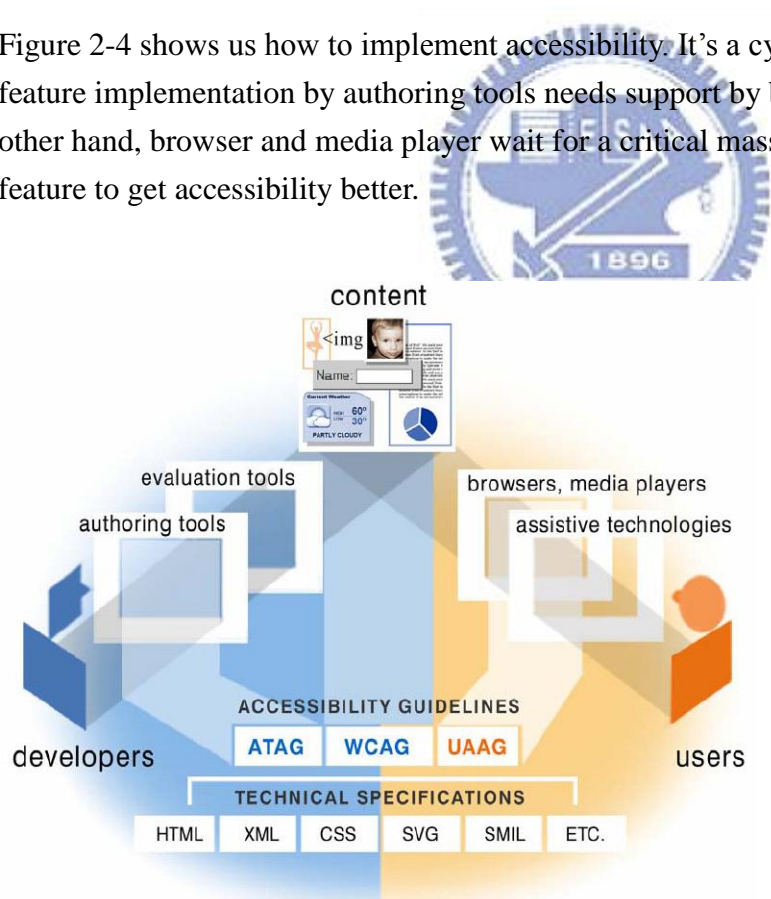 Figure 2-4 shows us how to implement accessibility. It’s a cy
feature implementation by authoring tools needs support by b
other hand, browser and media player wait for a critical mass
feature to get accessibility better.
1896
content
<img
Name:
Current Weather
HIGH 60°
LOW 30°
PARTLY CLOUDY
evaluation tools
authoring tools
browsers, media players
assistive technologies
developers
users
ACCESSIBILITY GUIDELINES
ATAG WCAG UAAG
TECHNICAL SPECIFICATIONS
HTML XML CSS SVG SMIL ETC.